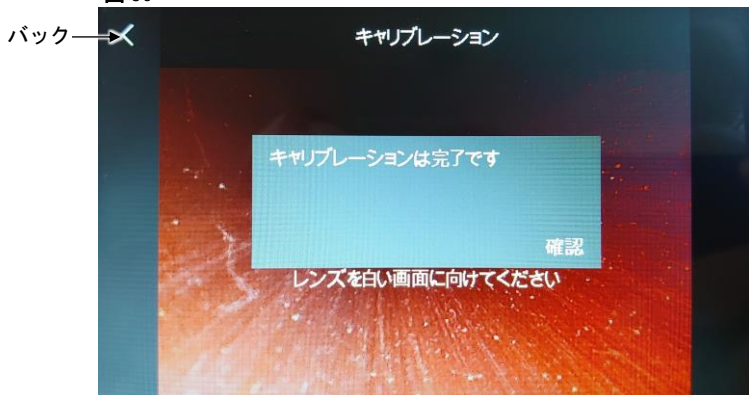 バック
キャリブレーション
キャリブレーションは完了です
確認
レンズを白い画面に向けてください